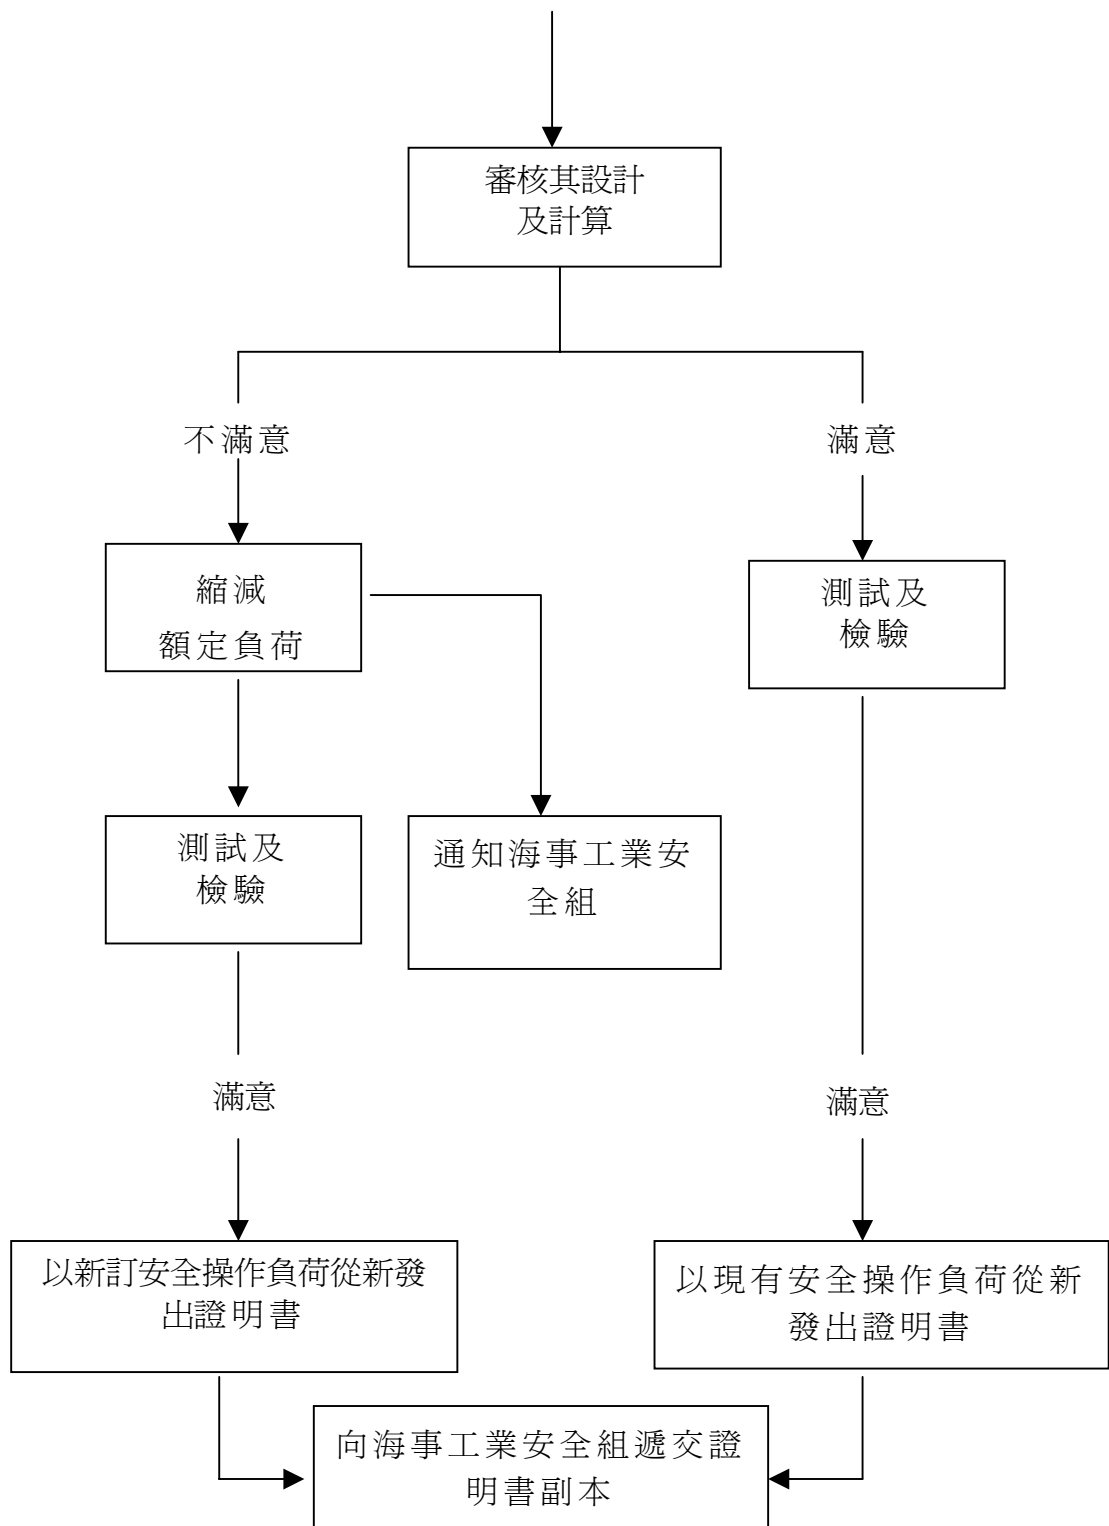 審核其設計
及計算
不滿意
滿意
縮減
額定負荷
測試及
檢驗
測試及
檢驗
通知海事工業安
全組
滿意
滿意
以新訂安全操作負荷從新發
出證明書
以現有安全操作負荷從新
發出證明書
向海事工業安全組遞交證
明書副本